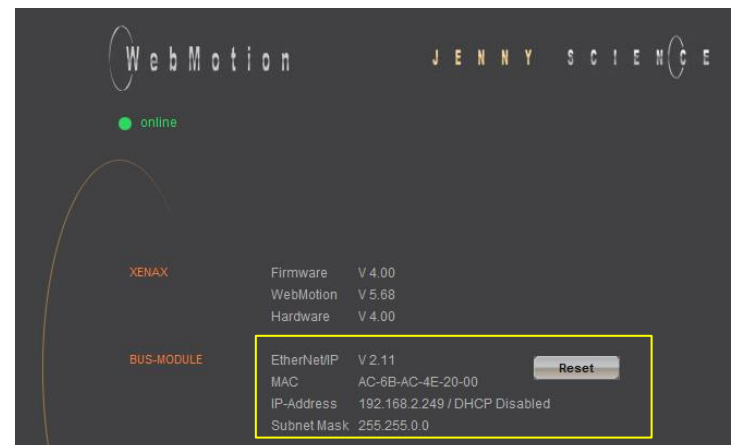 WebMotion JENNY SCIENCE
online
XENAX Firmware V 4.00
WebMotion V 5.68
Hardware V 4.00
BUS-MODULE EtherNet/IP V 2.11 Reset
MAC AC-6B-AC-4E-20-00
IP-Address 192.168.2.249 / DHCP Disabled
Subnet Mask 255.255.0.0